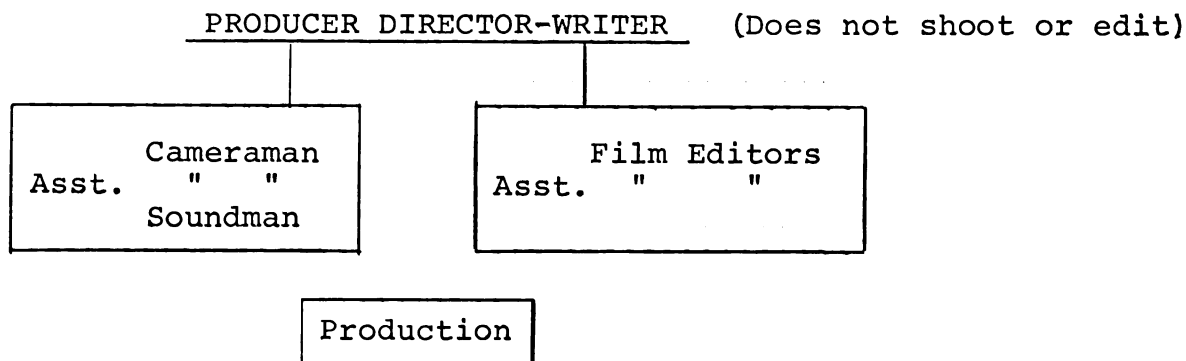 PRODUCER DIRECTOR-WRITER (Does not shoot or edit)
Cameraman
Asst. " "
Soundman
Film Editors
Asst. " "
Production